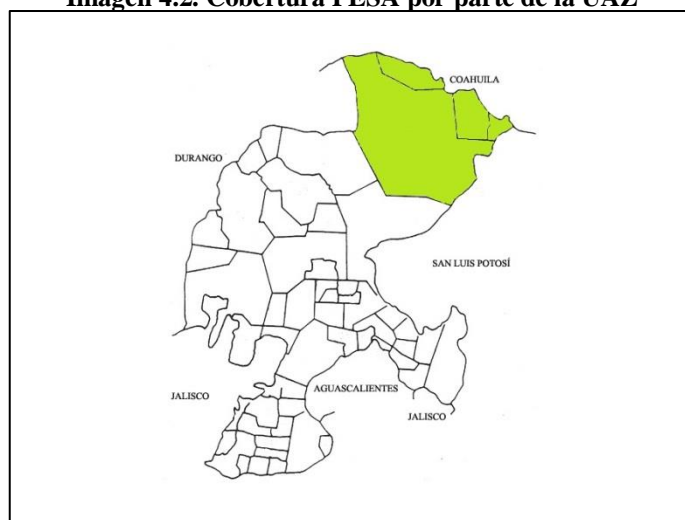 Imagen 4.2. Cobertura PESA por parte de la UAZ
COAHUILA
DURANGO
SAN LUIS POTOSÍ
JALISCO
AGUASCALIENTES
JALISCO